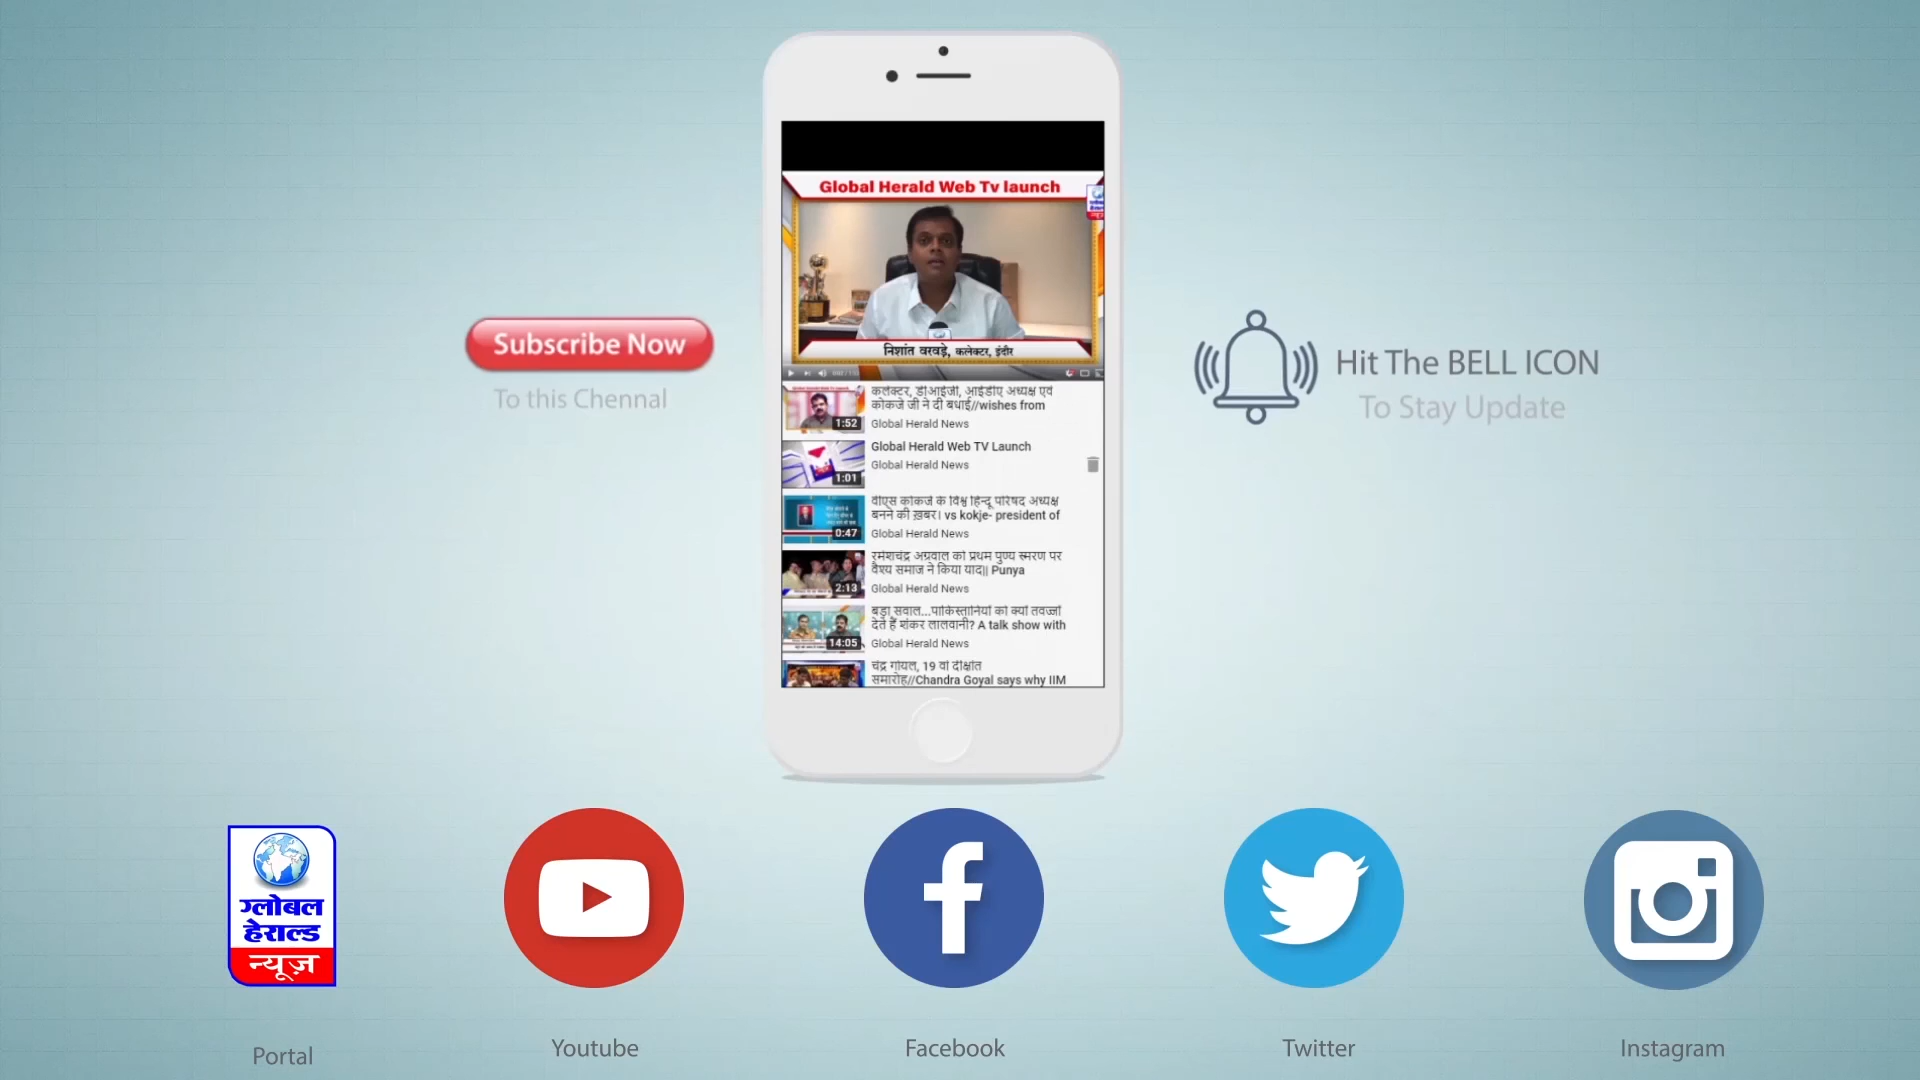 Global Herald Web Tv launch
निशांत वरवड़े, कलेक्टर, इंदौर
Subscribe Now
To this Chennal
Hit The BELL ICON
To Stay Update
कलेक्टर, डीआईजी, आईडीए अध्यक्ष एवं
कोकजे जी ने दी बधाई//wishes from
Global Herald News
1:52
Global Herald Web TV Launch
Global Herald News
1:01
वीएस कोकजे के विश्व हिन्दू परिषद अध्यक्ष
बनने की ख़बर। vs kokje- president of
Global Herald News
0:47
रमेशचंद्र अग्रवाल को प्रथम पुण्य स्मरण पर
वैश्य समाज ने किया याद|| Punya
Global Herald News
2:13
बड़ा सवाल...पाकिस्तानियों को क्यों तवज्जो
देते हैं शंकर लालवानी? A talk show with
Global Herald News
14:05
चंद्र गोयल, 19 वां दीक्षांत
समारोह//Chandra Goyal says why IIM
ग्लोबल
हेराल्ड
न्यूज़
Portal
Youtube
Facebook
Twitter
Instagram